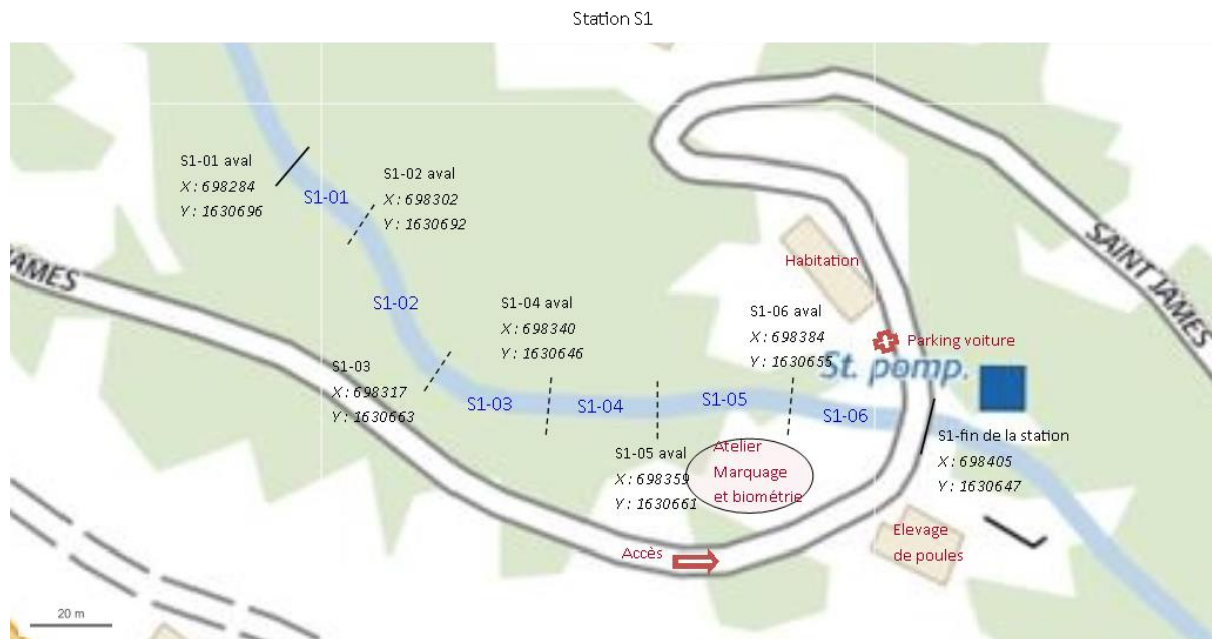 Station S1
S1-01 aval
X : 698284
Y : 1630696
S1-01
S1-02 aval
X : 698302
Y : 1630692
S1-02
JAMES
S1-03
X : 698317
Y : 1630663
S1-03
S1-04 aval
X : 698340
Y : 1630646
S1-04
S1-05
S1-05 aval
X : 698359
Y : 1630661
Atelier
Marquage
et biométrie
S1-06 aval
X : 698384
Y : 1630655
S1-06
Habitation
SAINT JAMES
Parking voiture
St. pomp.
S1-fin de la station
X : 698405
Y : 1630647
Elevage
de poules
Accès
20 m